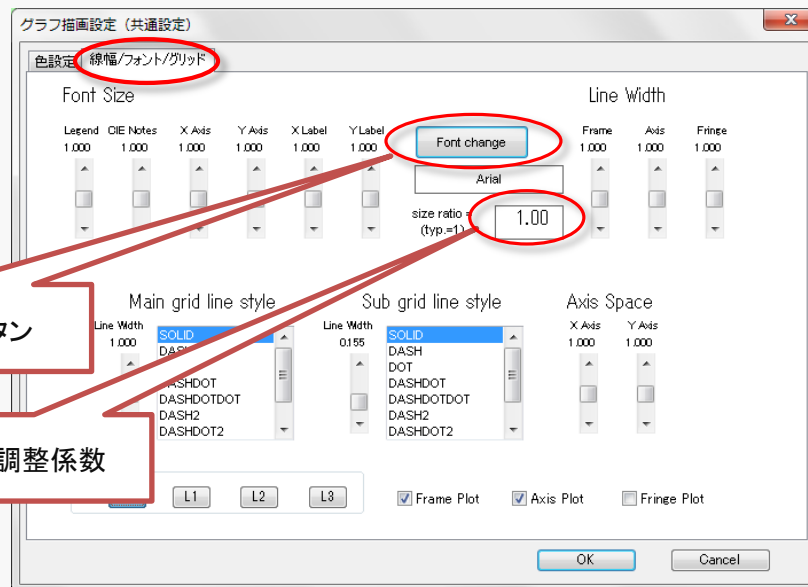 グラフ描画設定（共通設定）
色設定 線幅/フォント/グリッド
Font Size
Line Width
Legend CIE Notes X Axis Y Axis X Label Y Label
1.000 1.000 1.000 1.000 1.000 1.000
Font change
Arial
size ratio =
(typ.=1)
1.00
Frame Axis Fringe
1.000 1.000 1.000
タン
調整係数
Main grid line style
Line Width
1.000
SOLID
DASHDOT
DASHDOTDOT
DASH2
DASHDOT2
Sub grid line style
Line Width
0.155
SOLID
DASH
DOT
DASHDOT
DASHDOTDOT
DASH2
DASHDOT2
Axis Space
X Axis Y Axis
1.000 1.000
L1 L2 L3
Frame Plot Axis Plot Fringe Plot
OK Cancel